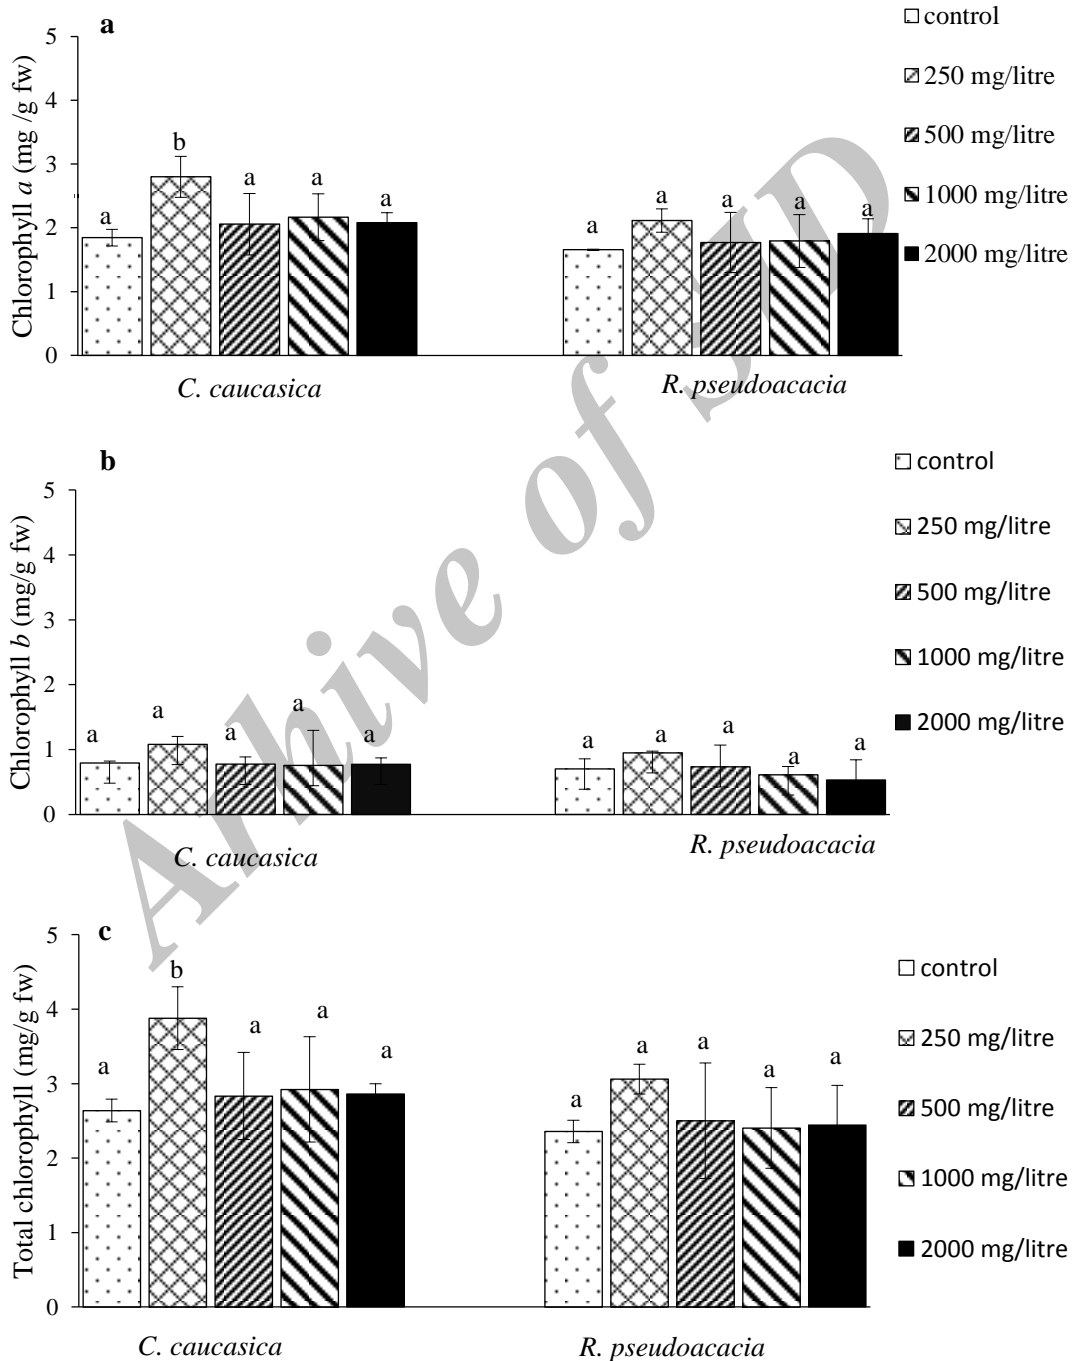 a
Chlorophyll a (mg /g fw)
5
4
3
2
1
0
a
b
a
a
a
a
a
a
a
a
C. caucasica
R. pseudoacacia
control
250 mg/litre
500 mg/litre
1000 mg/litre
2000 mg/litre
b
Chlorophyll b (mg/g fw)
5
4
3
2
1
0
a
a
a
a
a
a
a
a
a
a
C. caucasica
R. pseudoacacia
control
250 mg/litre
500 mg/litre
1000 mg/litre
2000 mg/litre
c
Total chlorophyll (mg/g fw)
5
4
3
2
1
0
a
b
a
a
a
a
a
a
a
a
C. caucasica
R. pseudoacacia
control
250 mg/litre
500 mg/litre
1000 mg/litre
2000 mg/litre
Arhive of SID